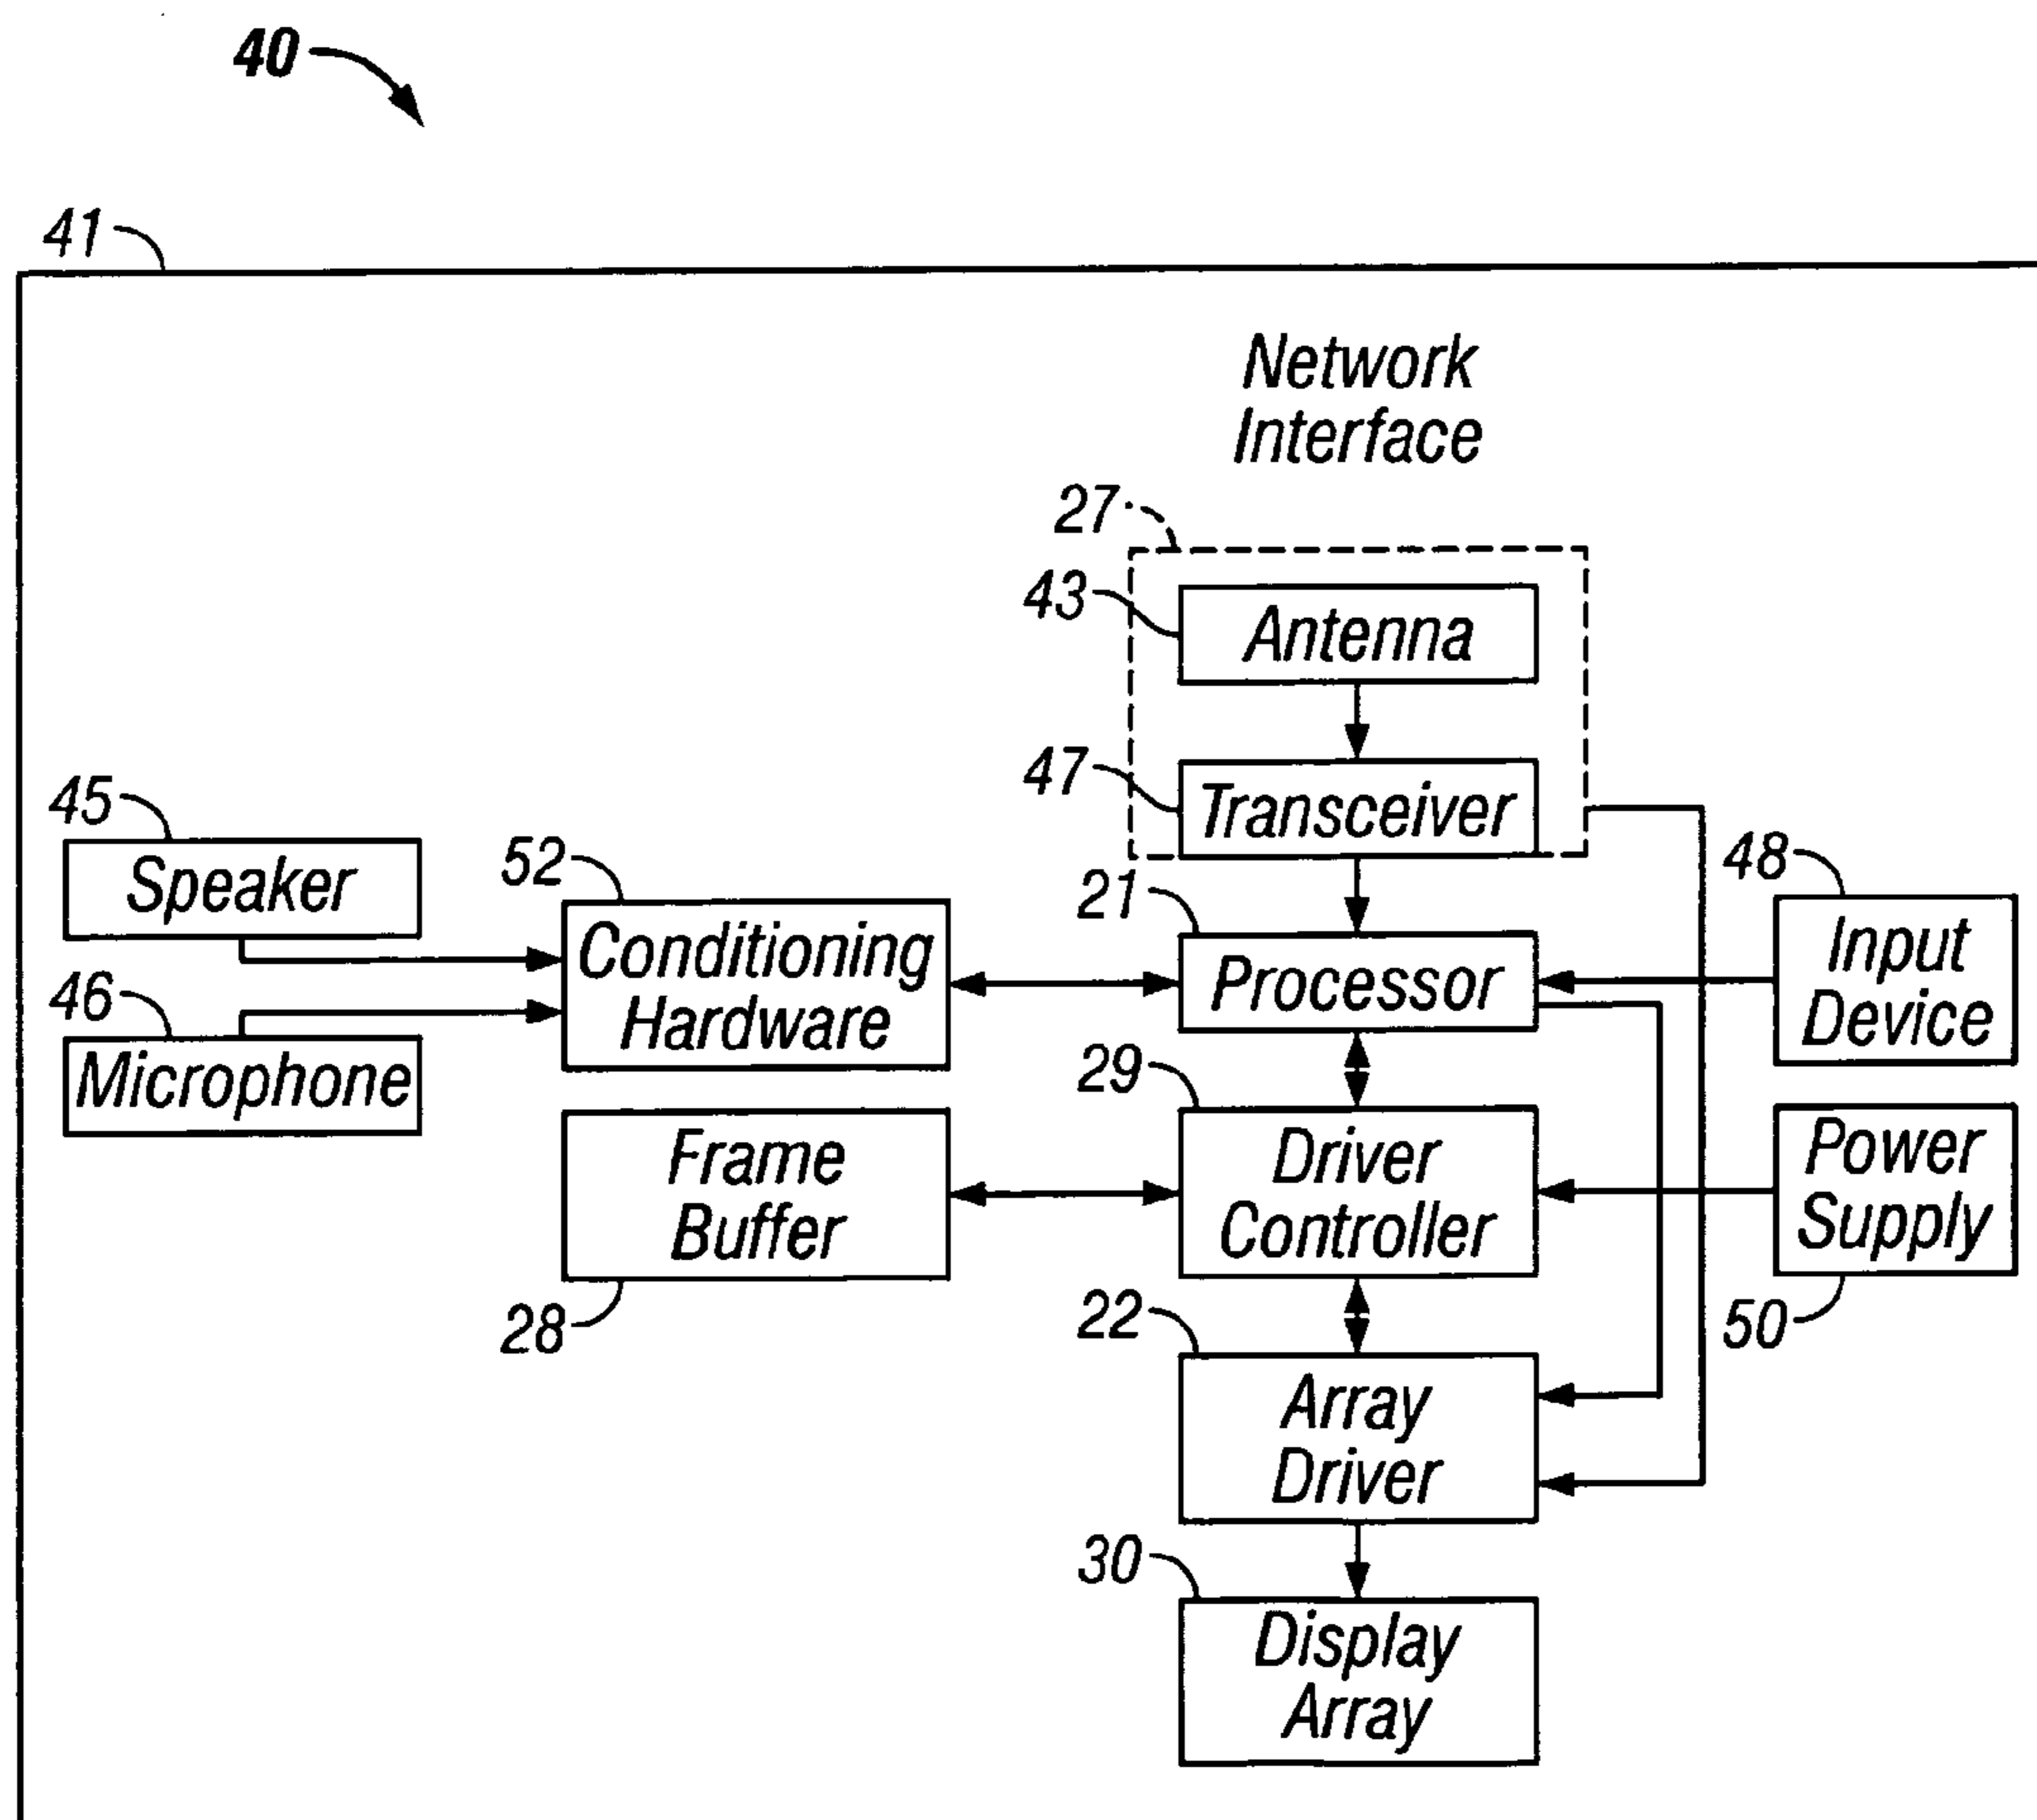 40
41
Network
Interface
27
43
Antenna
47
Transceiver
45
Speaker
52
Conditioning
Hardware
21
Processor
48
Input
Device
46
Microphone
29
Driver
Controller
Frame
Buffer
28
Power
Supply
50
22
Array
Driver
30
Display
Array